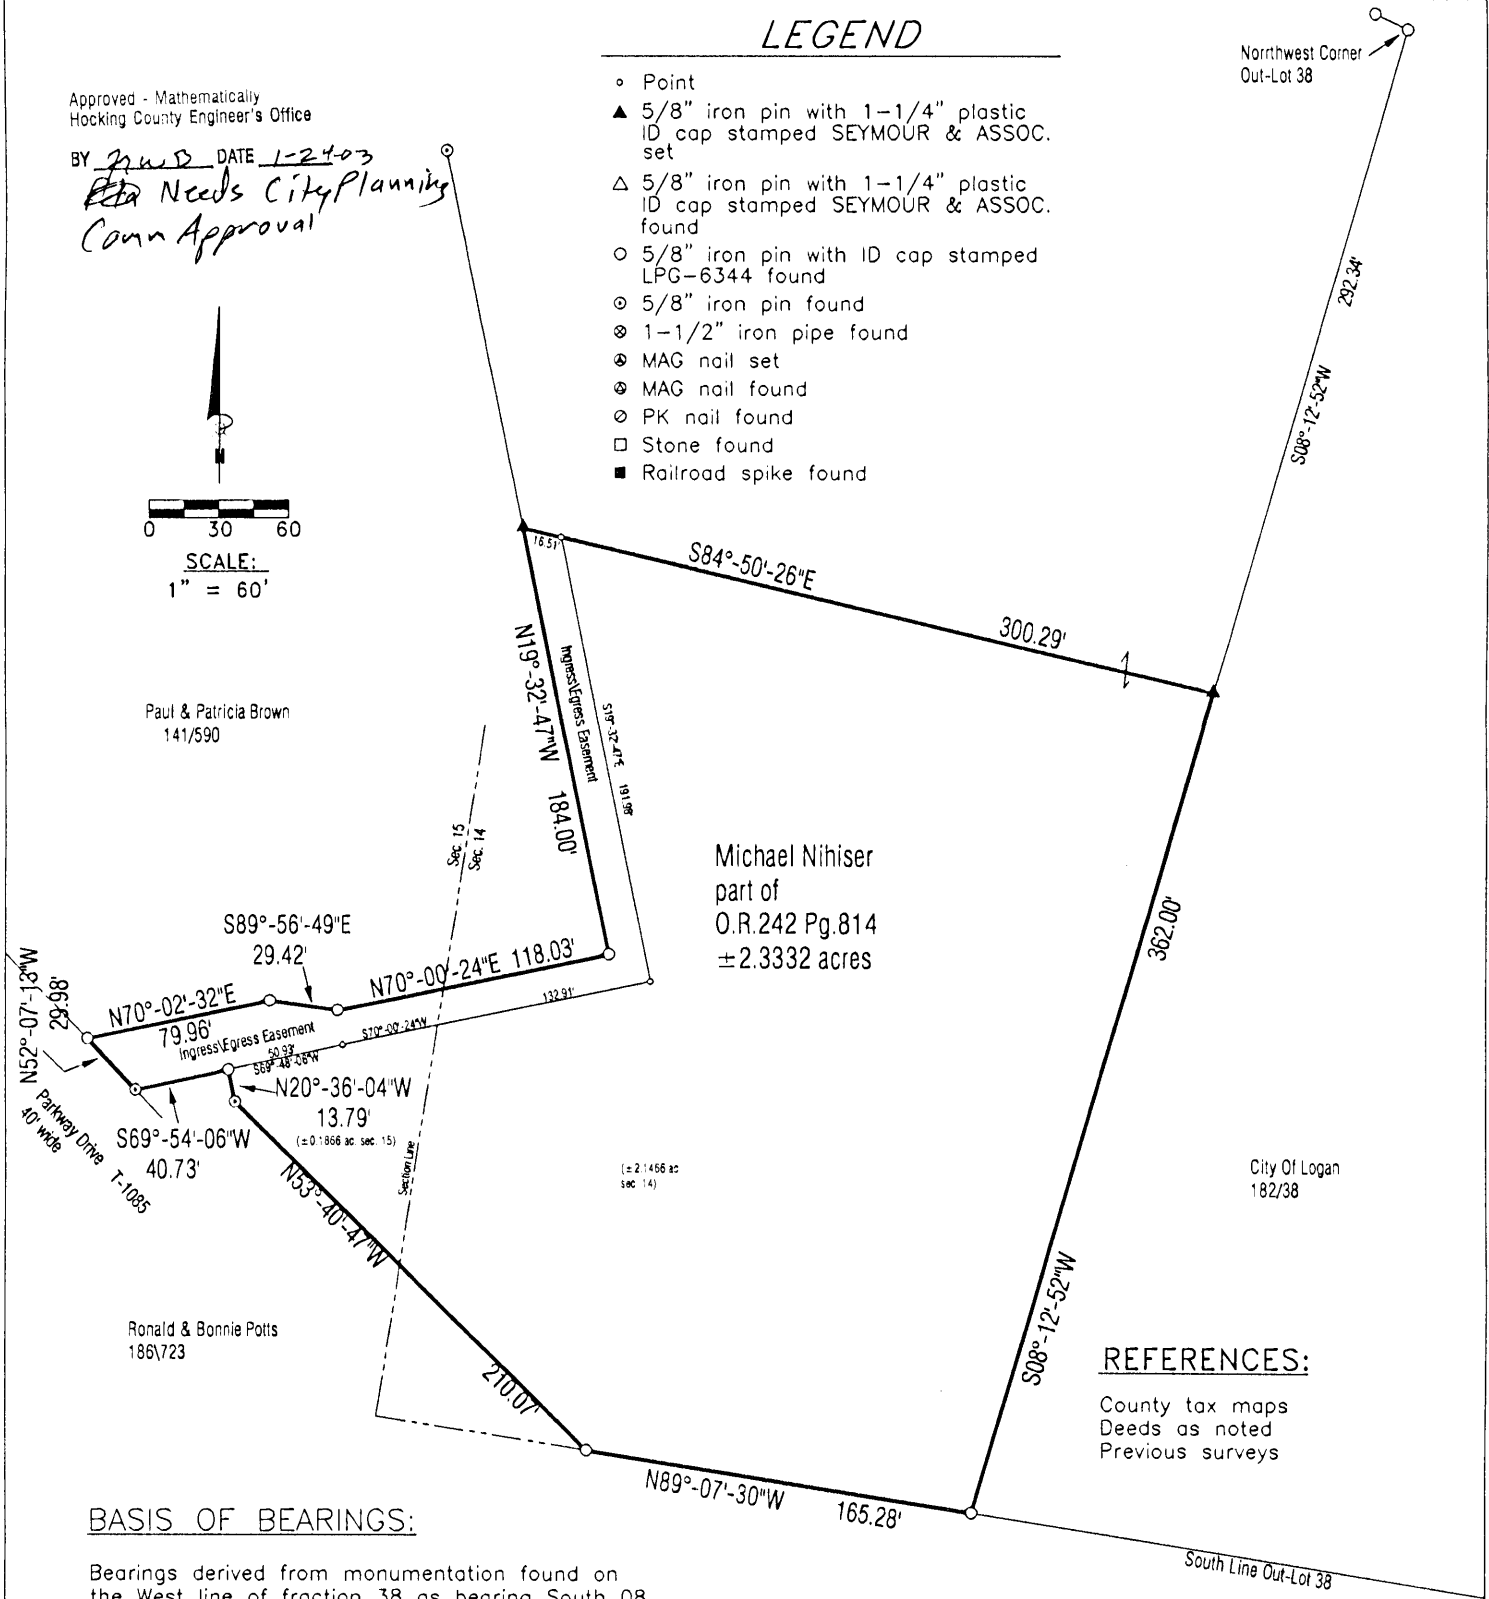 LEGEND
Point
5/8" iron pin with 1-1/4" plastic
ID cap stamped SEYMOUR & ASSOC.
set
5/8" iron pin with 1-1/4" plastic
ID cap stamped SEYMOUR & ASSOC.
found
5/8" iron pin with ID cap stamped
LPG-6344 found
5/8" iron pin found
1-1/2" iron pipe found
MAG nail set
MAG nail found
PK nail found
Stone found
Railroad spike found
Norrthwest Corner
Out-Lot 38
Approved - Mathematically
Hocking County Engineer's Office
BY DATE 1-24-03
Needs City Planning
Comm Approval
N
0 30 60
SCALE:
1" = 60'
292.34'
S08°-12'-52"W
16.51'
S84°-50'-26"E
300.29'
N19°-32'-47"W
184.00'
Ingress\Egress Easement
S19°-32'-47"E 191.98'
Paul & Patricia Brown
141/590
Sec. 15
Sec. 14
Michael Nihiser
part of
O.R.242 Pg.814
±2.3332 acres
362.00'
S08°-12'-52"W
S89°-56'-49"E
29.42'
N70°-00'-24"E 118.03'
N52°-07'-13"W
29.98'
N70°-02'-32"E
79.96'
Ingress\Egress Easement
132.91'
S70°-00'-24"W
50.93'
S69°-48'-06"W
N20°-36'-04"W
13.79'
(±0.1866 ac. sec. 15)
Parkway Drive T-1085
40' wide
S69°-54'-06"W
40.73'
Section Line
(±2.1466 ac
sec. 14)
City Of Logan
182/38
N53°-40'-47"W
210.07'
Ronald & Bonnie Potts
186\723
REFERENCES:
County tax maps
Deeds as noted
Previous surveys
N89°-07'-30"W
165.28'
South Line Out-Lot 38
BASIS OF BEARINGS:
Bearings derived from monumentation found on
the West line of fraction 38 as bearing South 08